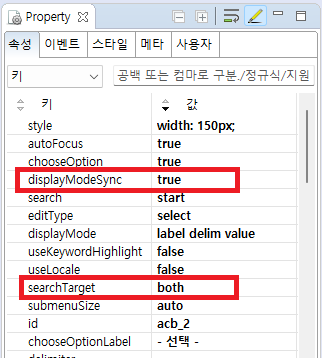 Property
속성 이벤트 스타일 메타 사용자
키 공백 또는 컴마로 구분./정규식/지원
키 값
style width: 150px;
autoFocus true
chooseOption true
displayModeSync true
search start
editType select
displayMode label delim value
useKeywordHighlight false
useLocale false
searchTarget both
submenuSize auto
id acb_2
chooseOptionLabel - 선택 -